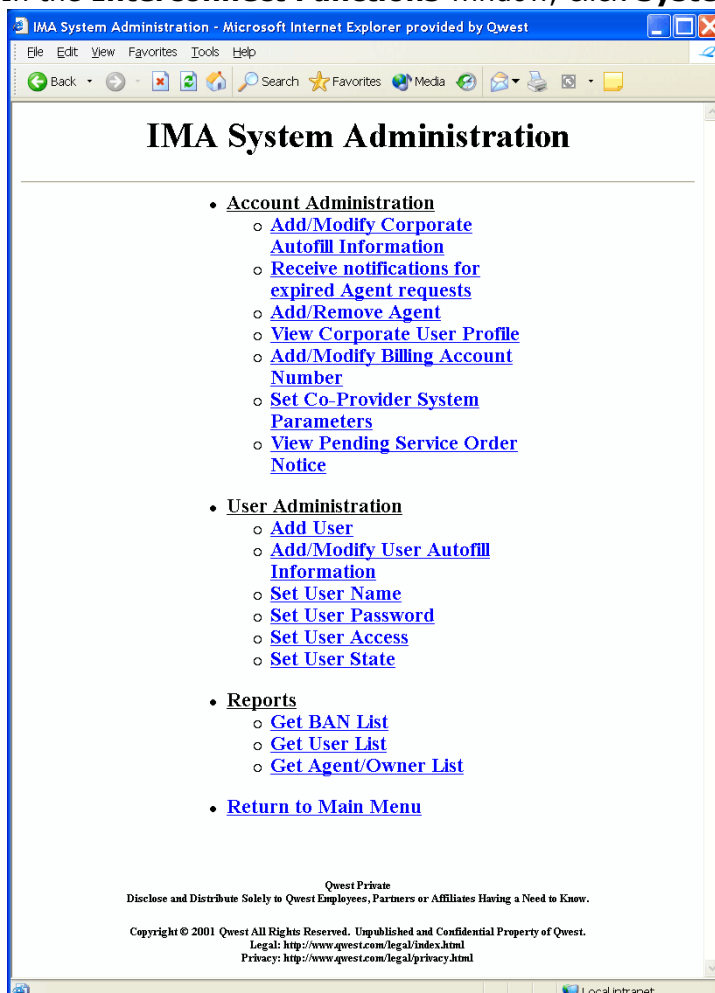 In the Interconnect Functions window, click Syste
IMA System Administration - Microsoft Internet Explorer provided by Qwest
File Edit View Favorites Tools Help
Back Search Favorites Media
IMA System Administration
Account Administration
Add/Modify Corporate
Autofill Information
Receive notifications for
expired Agent requests
Add/Remove Agent
View Corporate User Profile
Add/Modify Billing Account
Number
Set Co-Provider System
Parameters
View Pending Service Order
Notice
User Administration
Add User
Add/Modify User Autofill
Information
Set User Name
Set User Password
Set User Access
Set User State
Reports
Get BAN List
Get User List
Get Agent/Owner List
Return to Main Menu
Qwest Private
Disclose and Distribute Solely to Qwest Employees, Partners or Affiliates Having a Need to Know.
Copyright © 2001 Qwest All Rights Reserved. Unpublished and Confidential Property of Qwest.
Legal: http://www.qwest.com/legal/index.html
Privacy: http://www.qwest.com/legal/privacy.html
Local intranet